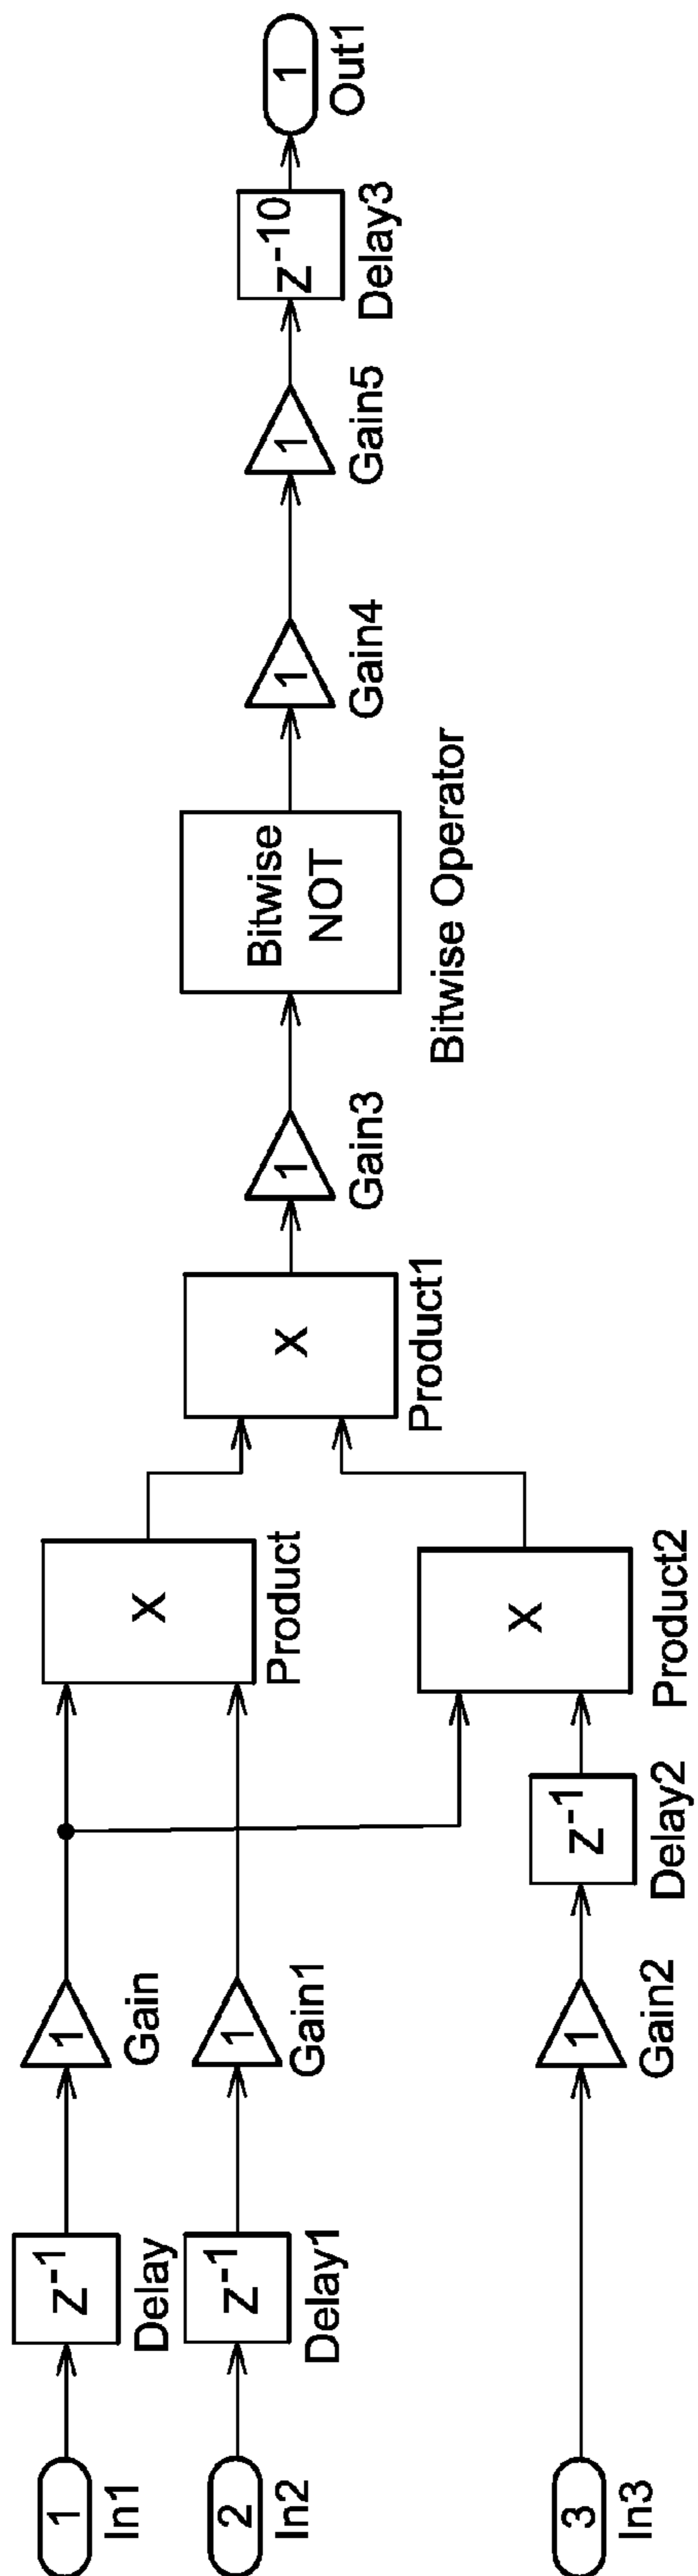 1
In1
z-1
Delay
1
Gain
2
In2
z-1
Delay1
1
Gain1
3
In3
1
Gain2
z-1
Delay2
X
Product
X
Product2
X
Product1
1
Gain3
Bitwise
NOT
Bitwise Operator
1
Gain4
1
Gain5
z-10
Delay3
1
Out1